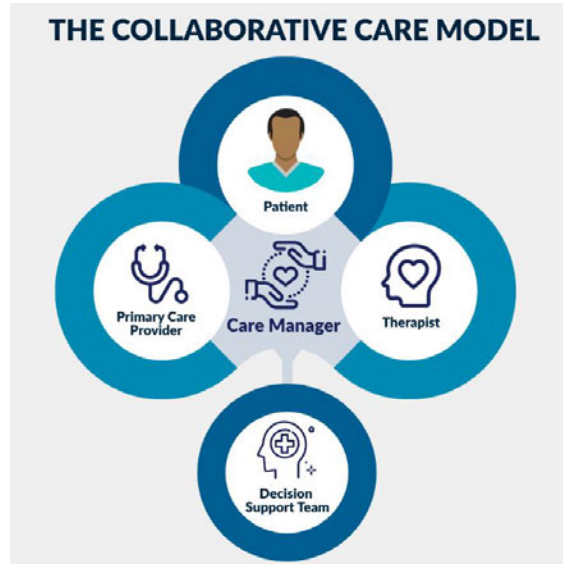 THE COLLABORATIVE CARE MODEL
Patient
Primary Care
Provider
Care Manager
Therapist
Decision
Support Team